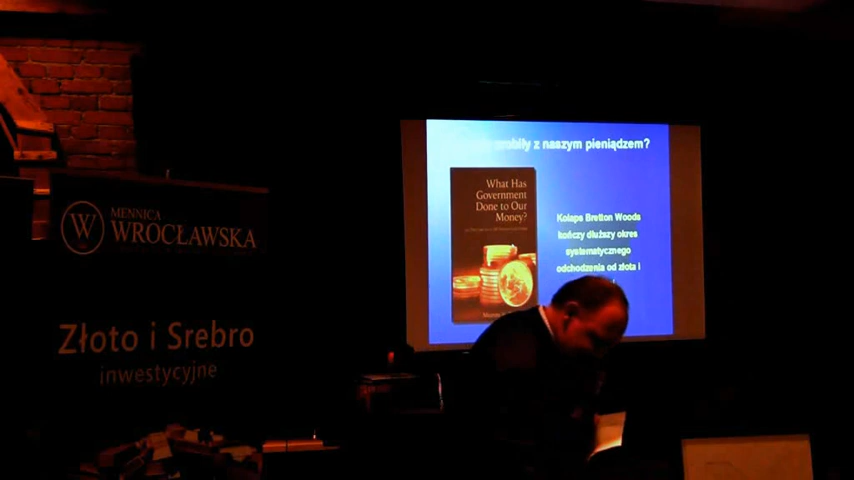 W
MENNICA
WROCŁAWSKA
Złoto i Srebro
inwestycyjne
z naszym pieniądzem?
What Has
Government
Done to Our
Money?
Kolaps Bretton Woods
kończy dłuższy okres
systematycznego
odchodzenia od złota i